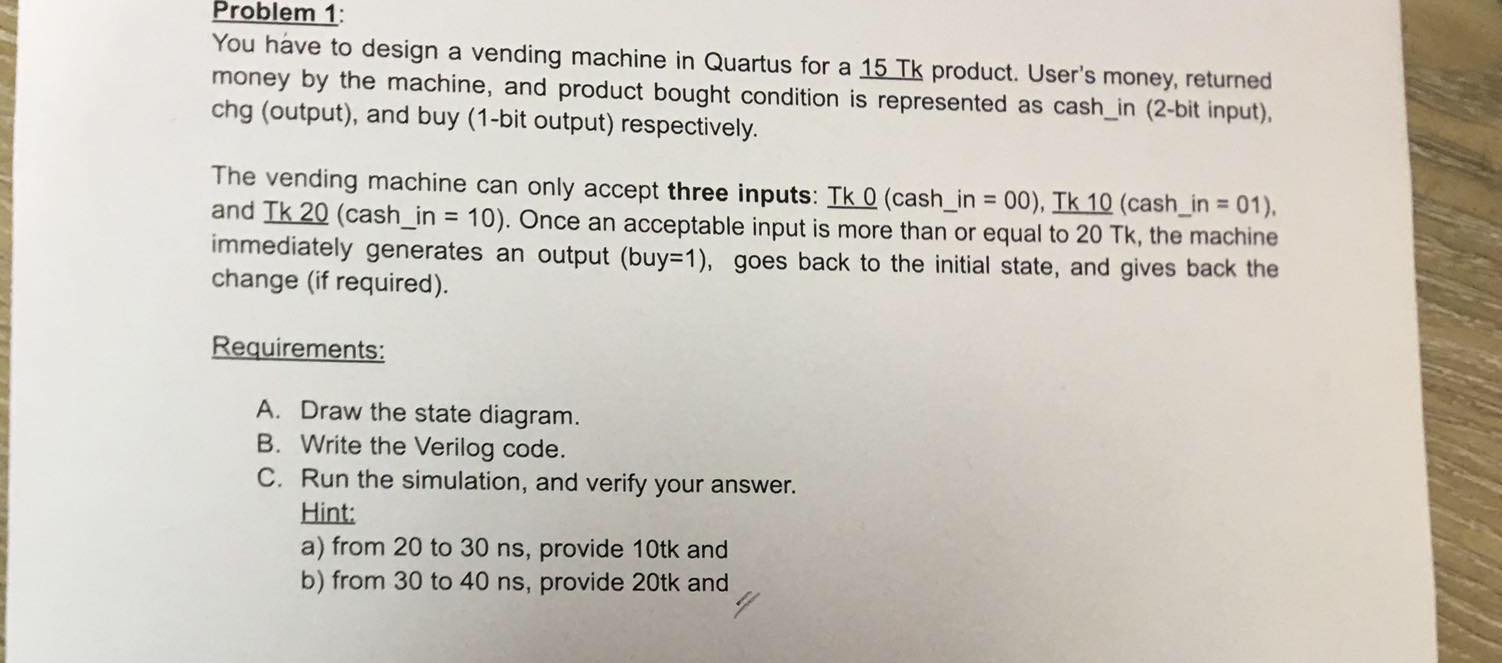 Problem 1:
You have to design a vending machine in Quartus for a 15 Tk product. User's money, returned
money by the machine, and product bought condition is represented as cash_in (2-bit input),
chg (output), and buy (1-bit output) respectively.
The vending machine can only accept three inputs: Tk 0 (cash_in = 00), Tk 10 (cash_in = 01),
and Tk 20 (cash_in = 10). Once an acceptable input is more than or equal to 20 Tk, the machine
immediately generates an output (buy=1), goes back to the initial state, and gives back the
change (if required).
Requirements:
A. Draw the state diagram.
B. Write the Verilog code.
C. Run the simulation, and verify your answer.
Hint:
a) from 20 to 30 ns, provide 10tk and
b) from 30 to 40 ns, provide 20tk and